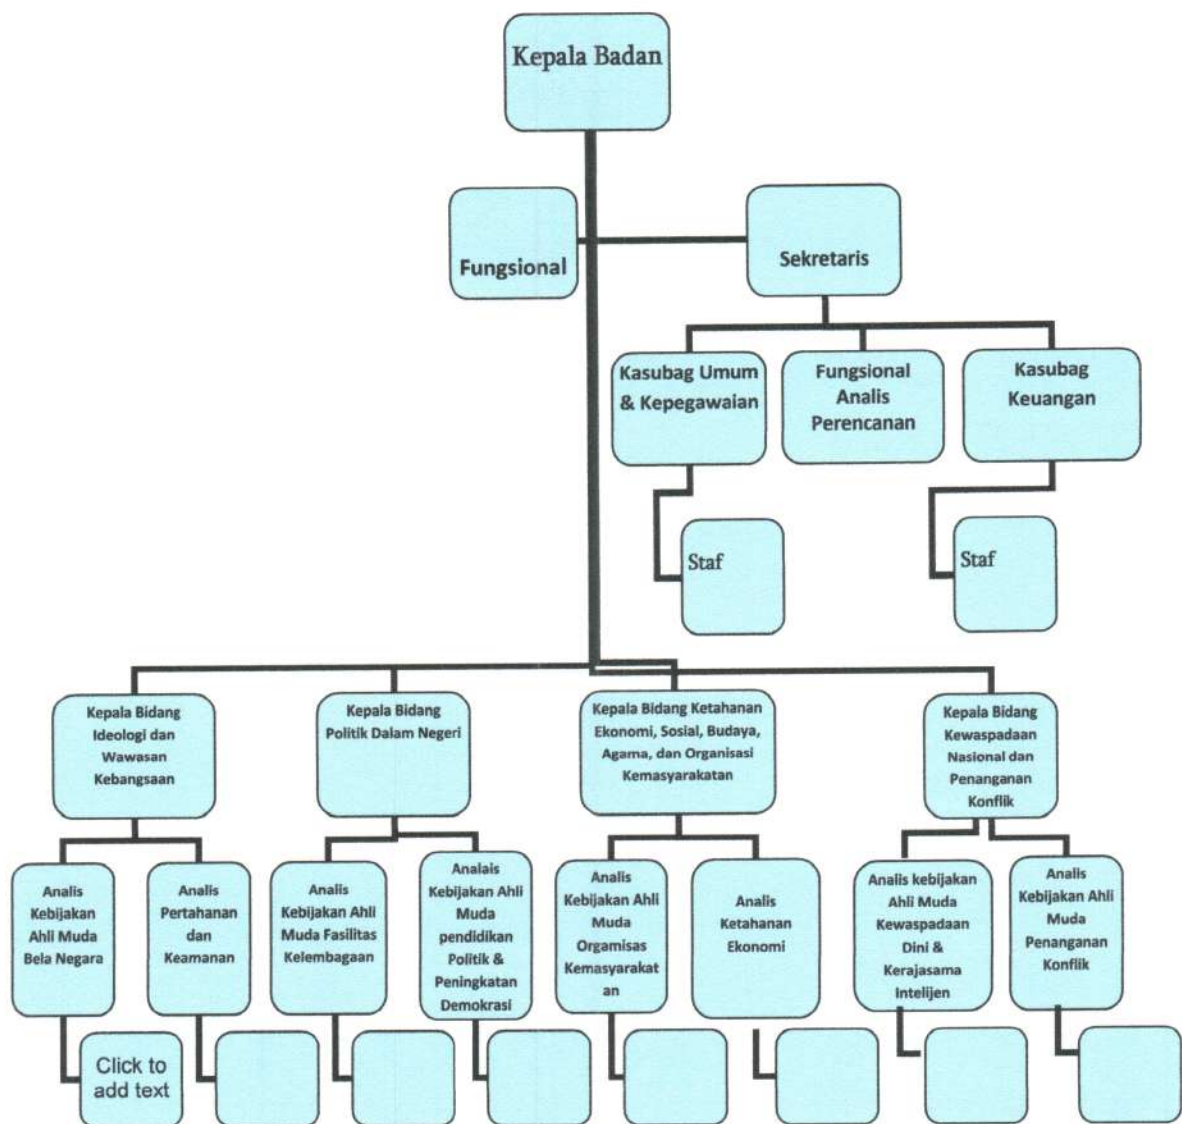 Kepala Badan
Fungsional
Sekretaris
Kasubag Umum
& Kepegawaian
Fungsional
Analis
Perencanan
Kasubag
Keuangan
Staf
Staf
Kepala Bidang
Ideologi dan
Wawasan
Kebangsaan
Kepala Bidang
Politik Dalam Negeri
Kepala Bidang Ketahanan
Ekonomi, Sosial, Budaya,
Agama, dan Organisasi
Kemasyarakatan
Kepala Bidang
Kewaspadaan
Nasional dan
Penanganan
Konflik
Analis
Kebijakan
Ahli Muda
Bela Negara
Analis
Pertahanan
dan
Keamanan
Analis
Kebijakan Ahli
Muda Fasilitas
Kelembagaan
Analais
Kebijakan Ahli
Muda
pendidikan
Politik &
Peningkatan
Demokrasi
Analis
Kebijakan Ahli
Muda
Orgamisas
Kemasyarakat
an
Analis
Ketahanan
Ekonomi
Analis kebijakan
Ahli Muda
Kewaspadaan
Dini &
Kerajasama
Intelijen
Analis
Kebijakan Ahli
Muda
Penanganan
Konflik
Click to
add text